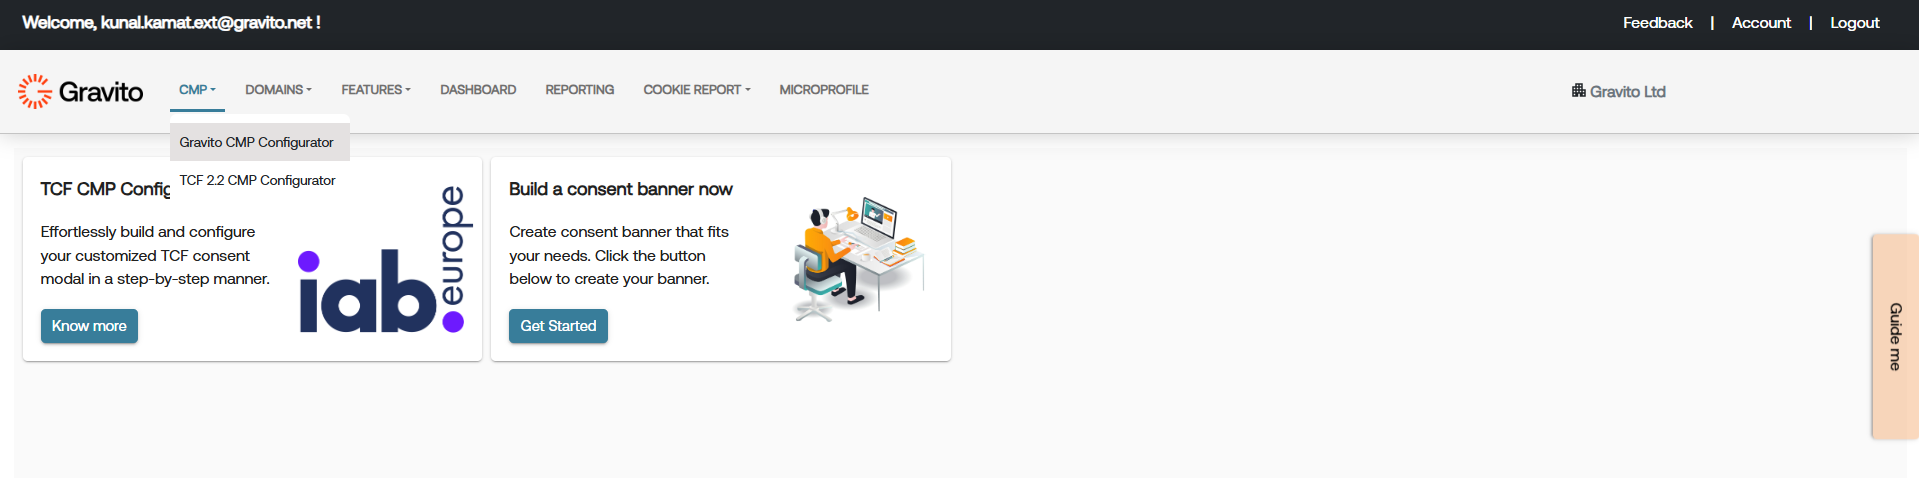 Welcome, kunal.kamat.ext@gravito.net !
Feedback | Account | Logout
Gravito
CMP
DOMAINS
FEATURES
DASHBOARD
REPORTING
COOKIE REPORT
MICROPROFILE
Gravito Ltd
Gravito CMP Configurator
TCF 2.2 CMP Configurator
TCF CMP Config
Effortlessly build and configure
your customized TCF consent
modal in a step-by-step manner.
Know more
iab.europe
Build a consent banner now
Create consent banner that fits
your needs. Click the button
below to create your banner.
Get Started
Guide me